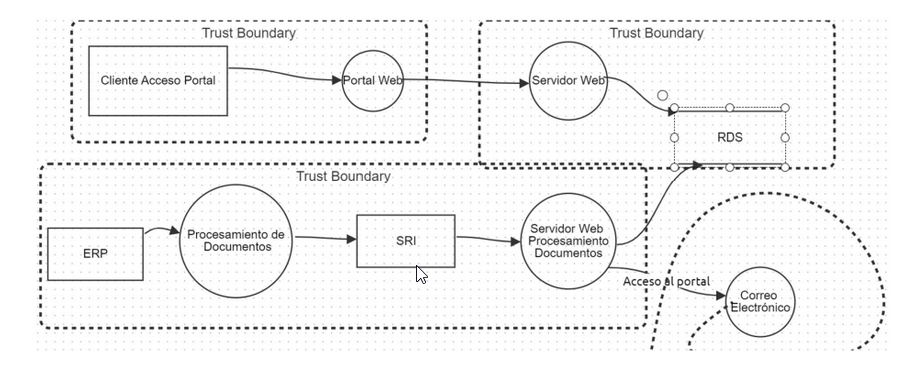 Trust Boundary
Cliente Acceso Portal
Portal Web
Trust Boundary
Servidor Web
RDS
Trust Boundary
ERP
Procesamiento de
Documentos
SRI
Servidor Web
Procesamiento
Documentos
Acceso al portal
Correo
Electrónico